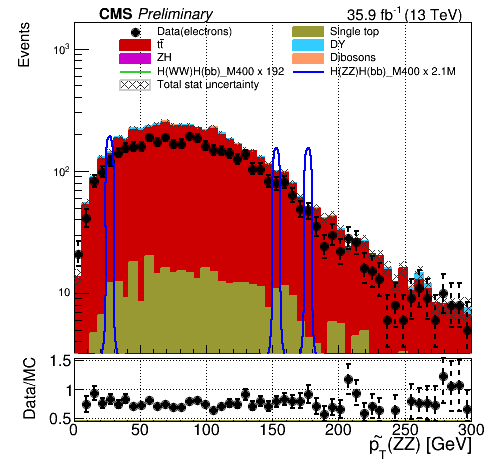 CMS Preliminary 35.9 fb⁻¹ (13 TeV)
Events
Data(electrons)
Single top
tt̄
DY
ZH
Dibosons
H(WW)H(bb)_M400 x 192
H(ZZ)H(bb)_M400 x 2.1M
Total stat uncertainty
10³
10²
10
Data/MC
1.5
1
0.5
0 50 100 150 200 250 300
p̃_T(ZZ) [GeV]